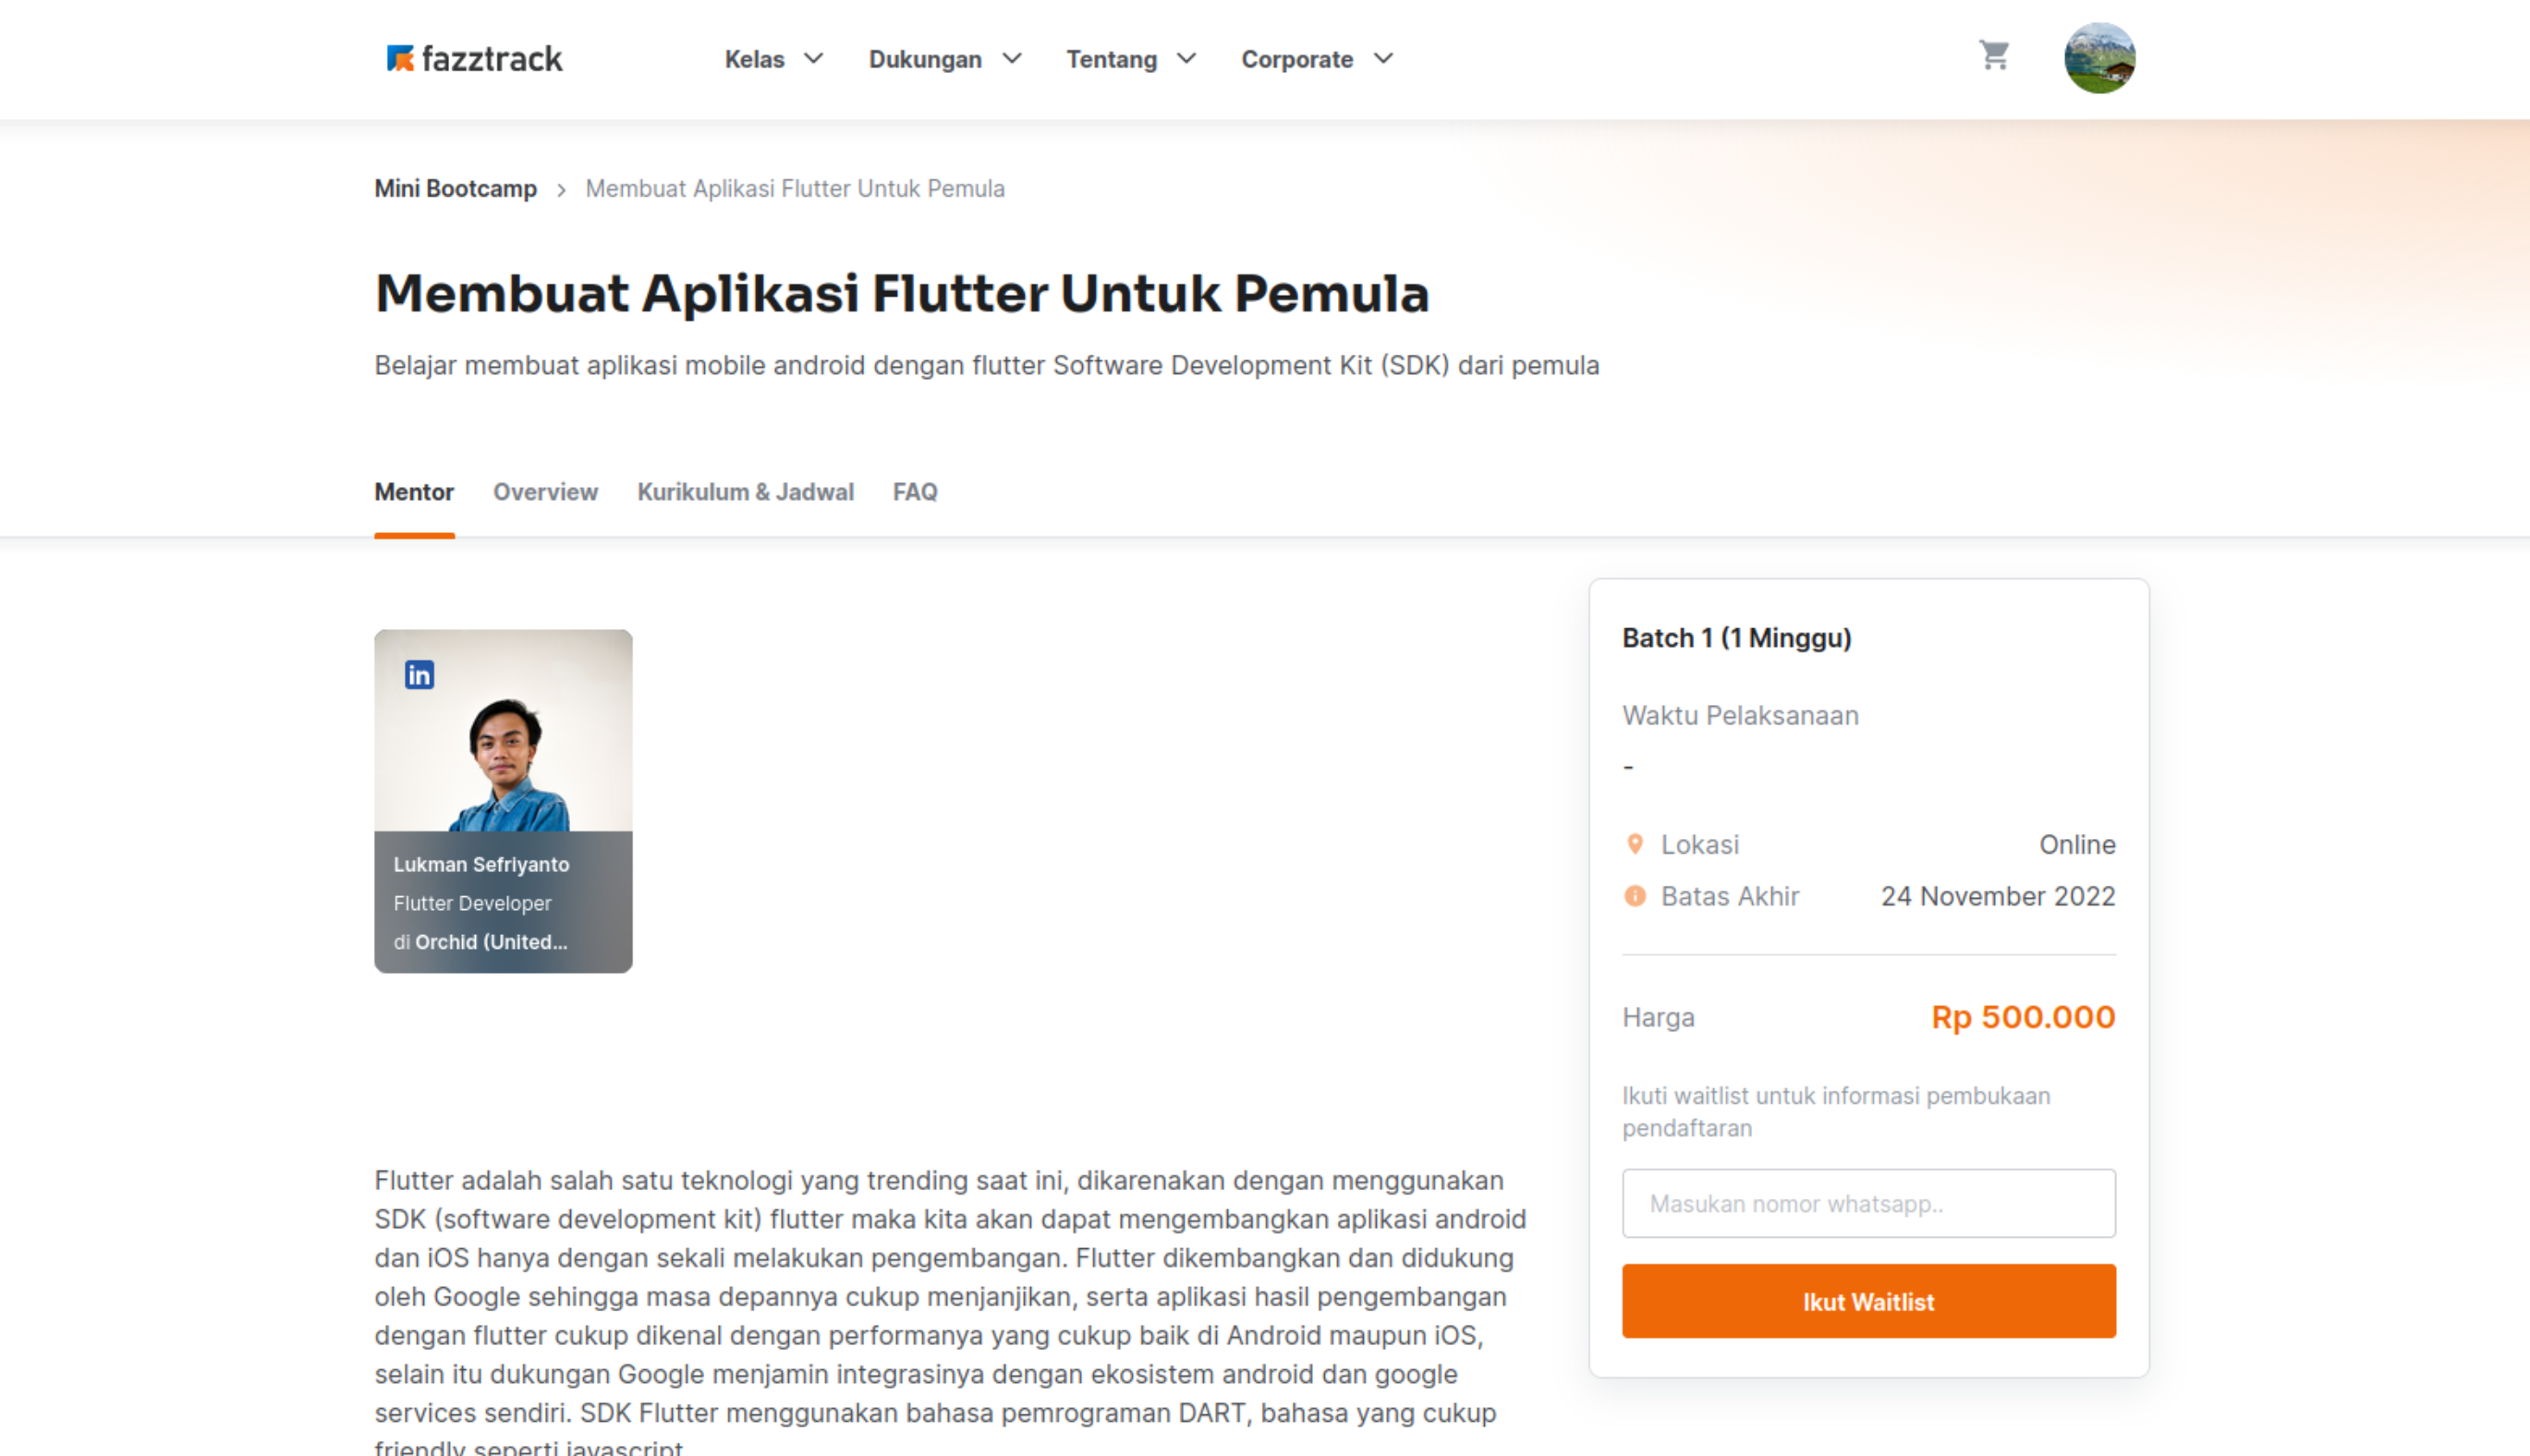 fazztrack
Kelas
Dukungan
Tentang
Corporate
Mini Bootcamp > Membuat Aplikasi Flutter Untuk Pemula
Membuat Aplikasi Flutter Untuk Pemula
Belajar membuat aplikasi mobile android dengan flutter Software Development Kit (SDK) dari pemula
Mentor
Overview
Kurikulum & Jadwal
FAQ
in
Lukman Sefriyanto
Flutter Developer
di Orchid (United...
Flutter adalah salah satu teknologi yang trending saat ini, dikarenakan dengan menggunakan
SDK (software development kit) flutter maka kita akan dapat mengembangkan aplikasi android
dan iOS hanya dengan sekali melakukan pengembangan. Flutter dikembangkan dan didukung
oleh Google sehingga masa depannya cukup menjanjikan, serta aplikasi hasil pengembangan
dengan flutter cukup dikenal dengan performanya yang cukup baik di Android maupun iOS,
selain itu dukungan Google menjamin integrasinya dengan ekosistem android dan google
services sendiri. SDK Flutter menggunakan bahasa pemrograman DART, bahasa yang cukup
friendly seperti javascript
Batch 1 (1 Minggu)
Waktu Pelaksanaan
-
Lokasi Online
Batas Akhir 24 November 2022
Harga Rp 500.000
Ikuti waitlist untuk informasi pembukaan
pendaftaran
Masukan nomor whatsapp..
Ikut Waitlist